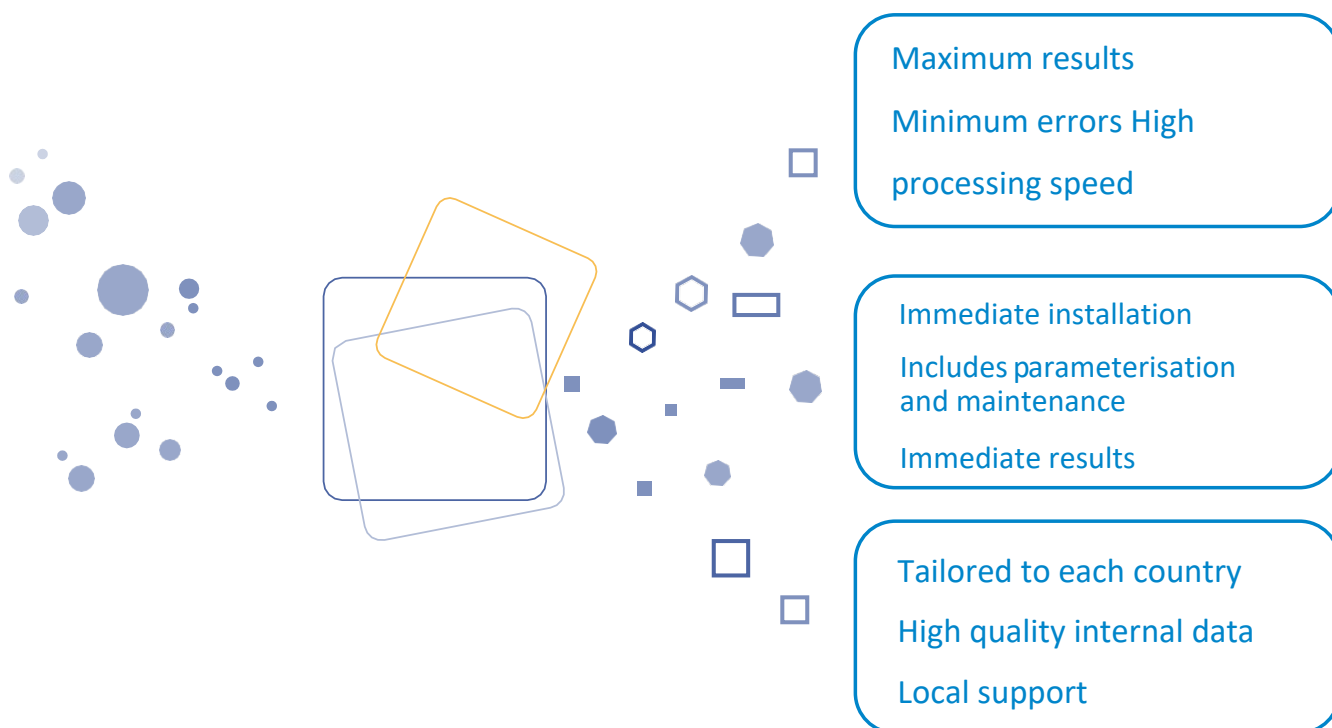 Maximum results
Minimum errors High
processing speed
Immediate installation
Includes parameterisation
and maintenance
Immediate results
Tailored to each country
High quality internal data
Local support